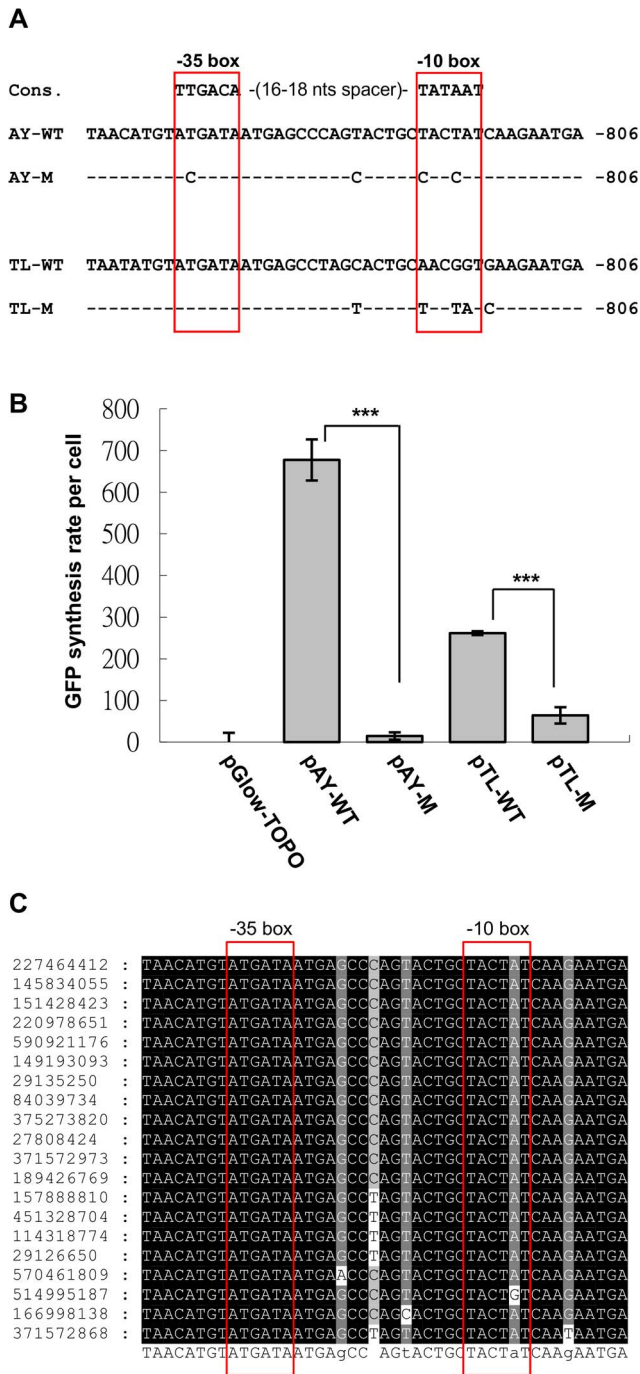 A
-35 box -10 box
Cons. TTGACA -(16-18 nts spacer)- TATAAT
AY-WT TAACATGTATGATAATGAGCCCAGTACTGCTACTATCAAGAATGA -806
AY-M ---------C--------------C-----C--C----------- -806
TL-WT TAATATGTATGATAATGAGCCTAGCACTGCAACGGTGAAGAATGA -806
TL-M ------------------------T-----T--TA-C-------- -806
B
GFP synthesis rate per cell
800
700
600
500
400
300
200
100
0
***
***
pGlow-TOPO
pAY-WT
pAY-M
pTL-WT
pTL-M
C
-35 box -10 box
227464412 : TAACATGTATGATAATGAGCCCAGTACTGCTACTATCAAGAATGA
145834055 : TAACATGTATGATAATGAGCCCAGTACTGCTACTATCAAGAATGA
151428423 : TAACATGTATGATAATGAGCCCAGTACTGCTACTATCAAGAATGA
220978651 : TAACATGTATGATAATGAGCCCAGTACTGCTACTATCAAGAATGA
590921176 : TAACATGTATGATAATGAGCCCAGTACTGCTACTATCAAGAATGA
149193093 : TAACATGTATGATAATGAGCCCAGTACTGCTACTATCAAGAATGA
29135250 : TAACATGTATGATAATGAGCCCAGTACTGCTACTATCAAGAATGA
84039734 : TAACATGTATGATAATGAGCCCAGTACTGCTACTATCAAGAATGA
375273820 : TAACATGTATGATAATGAGCCCAGTACTGCTACTATCAAGAATGA
27808424 : TAACATGTATGATAATGAGCCCAGTACTGCTACTATCAAGAATGA
371572973 : TAACATGTATGATAATGAGCCCAGTACTGCTACTATCAAGAATGA
189426769 : TAACATGTATGATAATGAGCCCAGTACTGCTACTATCAAGAATGA
157888810 : TAACATGTATGATAATGAGCCTAGTACTGCTACTATCAAGAATGA
451328704 : TAACATGTATGATAATGAGCCTAGTACTGCTACTATCAAGAATGA
114318774 : TAACATGTATGATAATGAGCCTAGTACTGCTACTATCAAGAATGA
29126650 : TAACATGTATGATAATGAGCCTAGTACTGCTACTATCAAGAATGA
570461809 : TAACATGTATGATAATGAACCCAGTACTGCTACTATCAAGAATGA
514995187 : TAACATGTATGATAATGAGCCCAGTACTGCTACTGTCAAGAATGA
166998138 : TAACATGTATGATAATGAGCCCAGCACTGCTACTATCAAGAATGA
371572868 : TAACATGTATGATAATGAGCCTAGTACTGCTACTATCAATAATGA
TAACATGTATGATAATGAgCC AGtACTGCTACTaTCAAgAATGA